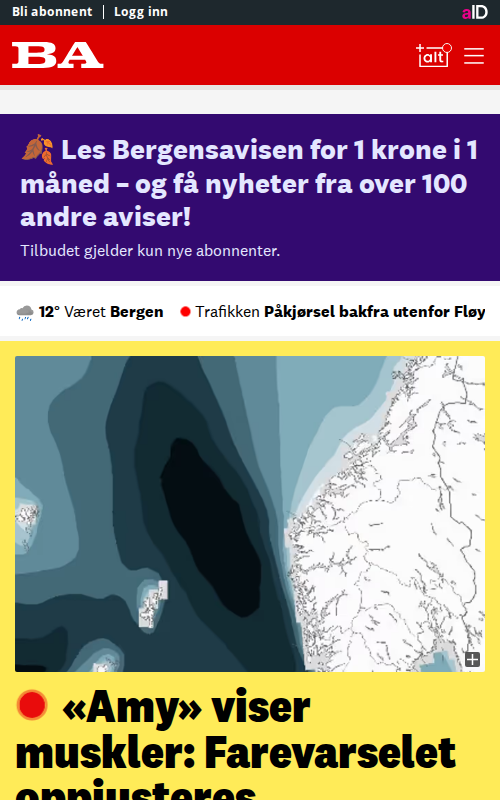 Bli abonnent | Logg inn
aID
BA
+alt
🍂 Les Bergensavisen for 1 krone i 1
måned – og få nyheter fra over 100
andre aviser!
Tilbudet gjelder kun nye abonnenter.
12° Været Bergen
Trafikken Påkjørsel bakfra utenfor Fløy
«Amy» viser
muskler: Farevarselet
oppjusteres